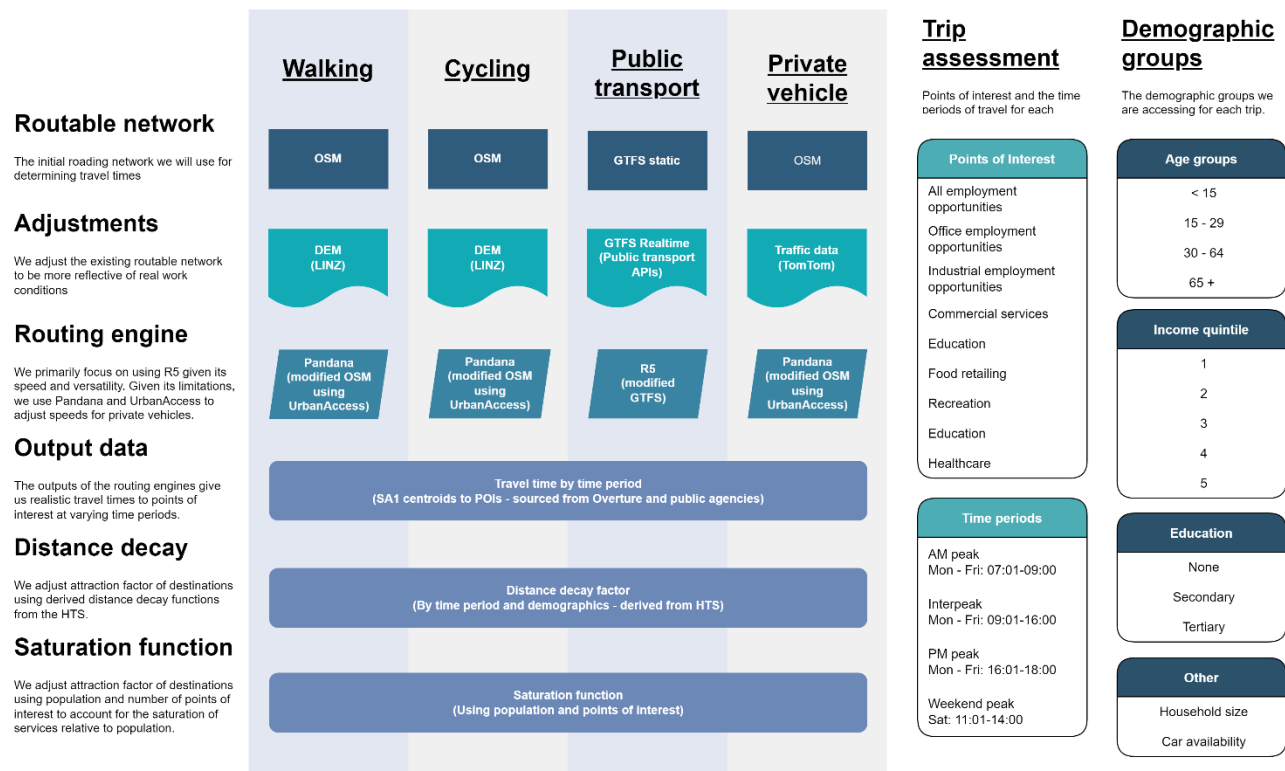 Walking
Cycling
Public
transport
Private
vehicle
Trip
assessment
Points of interest and the time
periods of travel for each
Demographic
groups
The demographic groups we
are accessing for each trip.
Routable network
The initial roading network we will use for
determining travel times
OSM
OSM
GTFS static
OSM
Adjustments
We adjust the existing routable network
to be more reflective of real work
conditions
DEM
(LINZ)
DEM
(LINZ)
GTFS Realtime
(Public transport
APIs)
Traffic data
(TomTom)
Routing engine
We primarily focus on using R5 given its
speed and versatility. Given its limitations,
we use Pandana and UrbanAccess to
adjust speeds for private vehicles.
Pandana
(modified OSM
using
UrbanAccess)
Pandana
(modified OSM
using
UrbanAccess)
R5
(modified
GTFS)
Pandana
(modified OSM
using
UrbanAccess)
Output data
The outputs of the routing engines give
us realistic travel times to points of
interest at varying time periods.
Travel time by time period
(SA1 centroids to POIs - sourced from Overture and public agencies)
Distance decay
We adjust attraction factor of destinations
using derived distance decay functions
from the HTS.
Distance decay factor
(By time period and demographics - derived from HTS)
Saturation function
We adjust attraction factor of destinations
using population and number of points of
interest to account for the saturation of
services relative to population.
Saturation function
(Using population and points of interest)
Points of Interest
All employment
opportunities
Office employment
opportunities
Industrial employment
opportunities
Commercial services
Education
Food retailing
Recreation
Education
Healthcare
Time periods
AM peak
Mon - Fri: 07:01-09:00
Interpeak
Mon - Fri: 09:01-16:00
PM peak
Mon - Fri: 16:01-18:00
Weekend peak
Sat: 11:01-14:00
Age groups
< 15
15 - 29
30 - 64
65 +
Income quintile
1
2
3
4
5
Education
None
Secondary
Tertiary
Other
Household size
Car availability